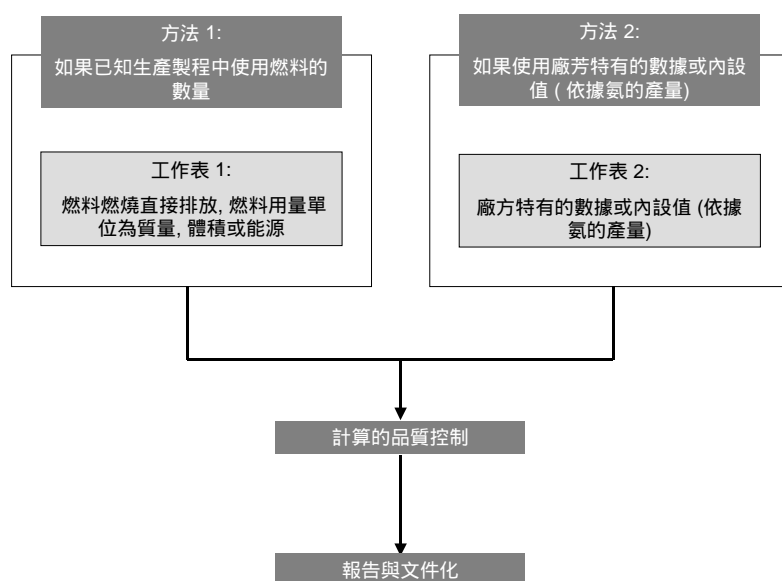 方法 1:
如果已知生產製程中使用燃料的
數量
工作表 1:
燃料燃燒直接排放, 燃料用量單
位為質量, 體積或能源
方法 2:
如果使用廠芳特有的數據或內設
值 ( 依據氨的產量)
工作表 2:
廠方特有的數據或內設值 (依據
氨的產量)
計算的品質控制
報告與文件化